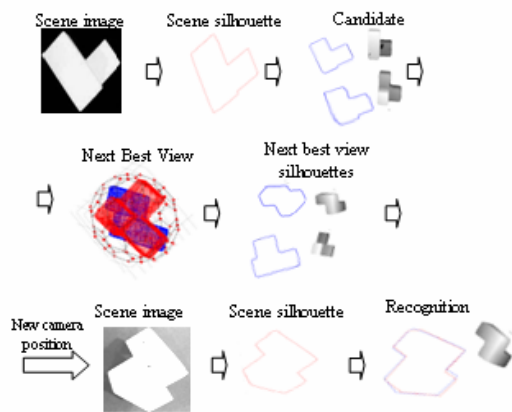 Scene image
Scene silhouette
Candidate
Next Best View
Next best view
silhouettes
New camera
position
Scene image
Scene silhouette
Recognition